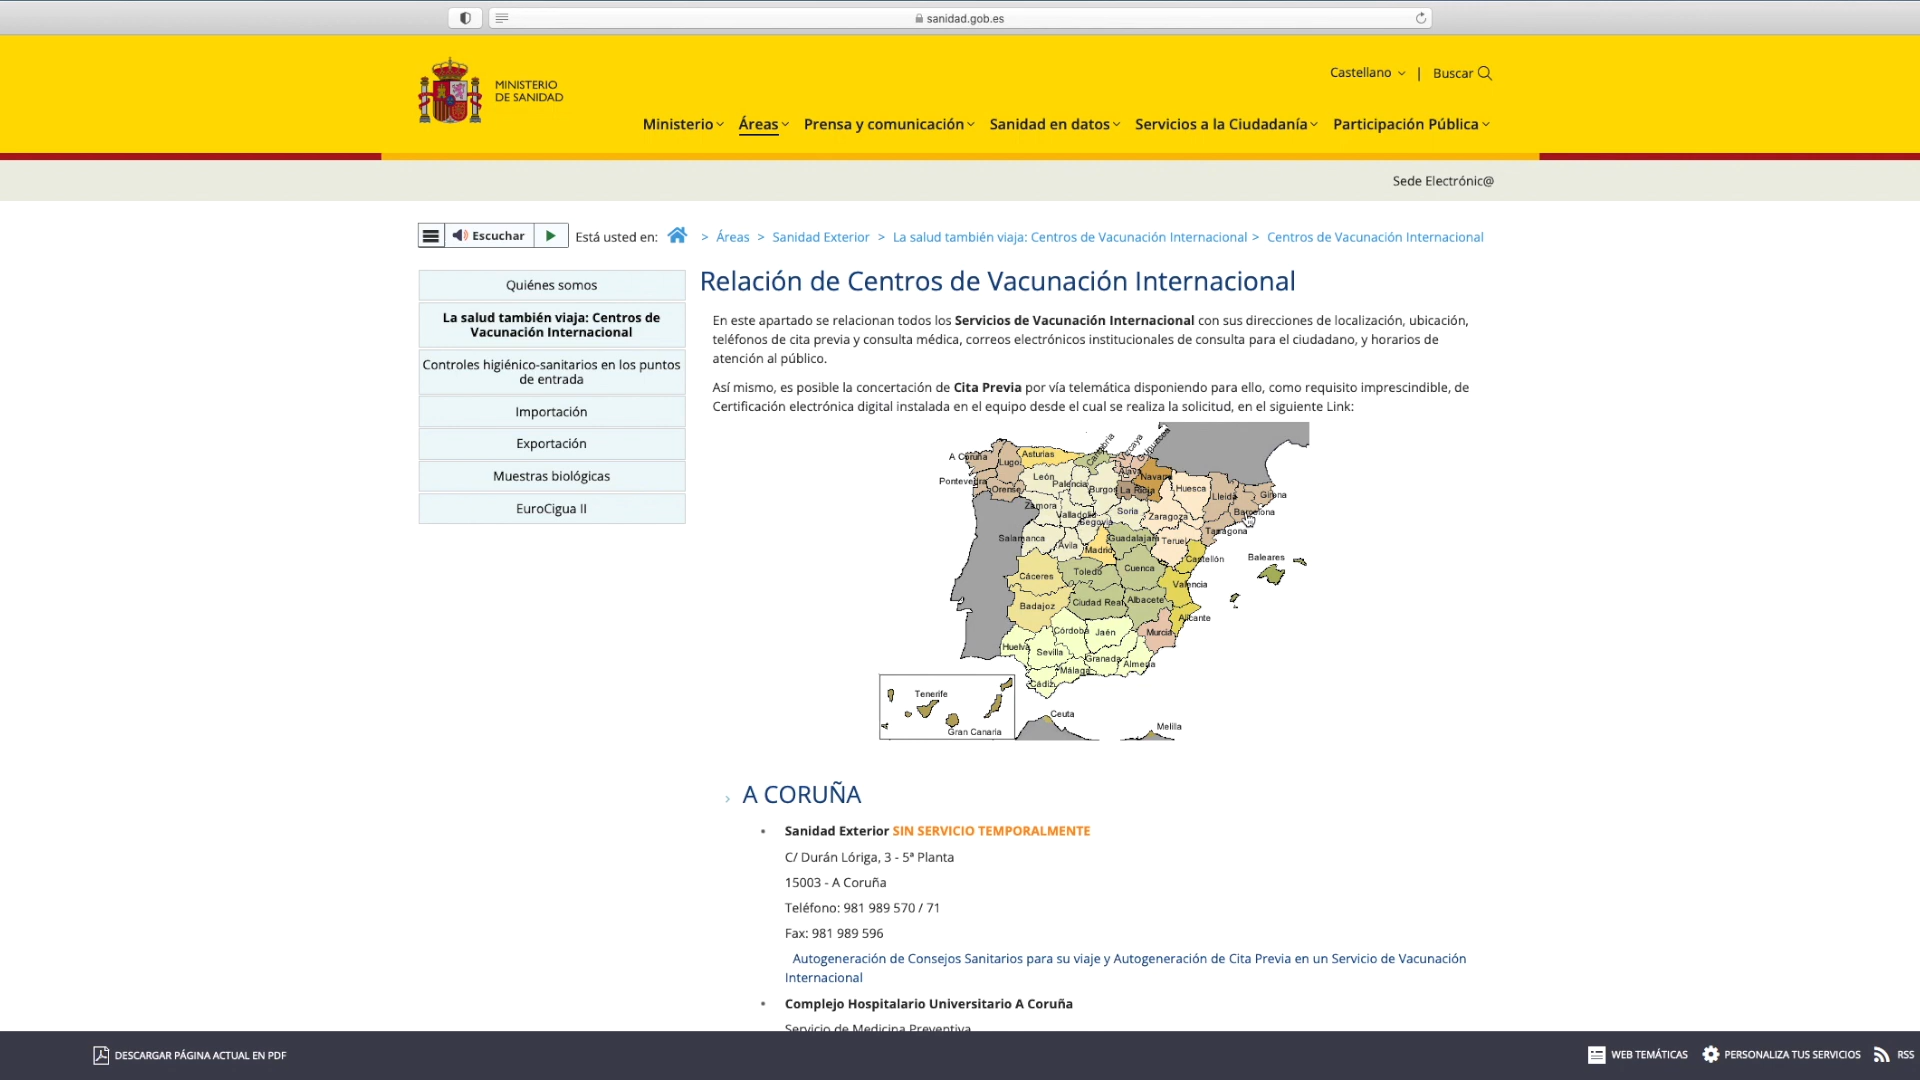 sanidad.gob.es
MINISTERIO
DE SANIDAD
Castellano | Buscar
Ministerio Áreas Prensa y comunicación Sanidad en datos Servicios a la Ciudadanía Participación Pública
Sede Electrónic@
Escuchar Está usted en: > Áreas > Sanidad Exterior > La salud también viaja: Centros de Vacunación Internacional > Centros de Vacunación Internacional
Quiénes somos
La salud también viaja: Centros de
Vacunación Internacional
Controles higiénico-sanitarios en los puntos
de entrada
Importación
Exportación
Muestras biológicas
EuroCigua II
Relación de Centros de Vacunación Internacional
En este apartado se relacionan todos los Servicios de Vacunación Internacional con sus direcciones de localización, ubicación,
teléfonos de cita previa y consulta médica, correos electrónicos institucionales de consulta para el ciudadano, y horarios de
atención al público.
Así mismo, es posible la concertación de Cita Previa por vía telemática disponiendo para ello, como requisito imprescindible, de
Certificación electrónica digital instalada en el equipo desde el cual se realiza la solicitud, en el siguiente Link:
A Coruña Lugo Asturias
Pontevedra Orense León Palencia Burgos La Rioja Navarra Huesca Lleida Girona
Zamora Valladolid Soria Zaragoza Barcelona
Segovia Tarragona
Salamanca Ávila Madrid Guadalajara Teruel
Castellón Baleares
Cáceres Toledo Cuenca Valencia
Badajoz Ciudad Real Albacete
Alicante
Córdoba Jaén Murcia
Huelva Sevilla Granada Almería
Málaga
Cádiz
Tenerife
Gran Canaria
Ceuta
Melilla
A CORUÑA
Sanidad Exterior SIN SERVICIO TEMPORALMENTE
C/ Durán Lóriga, 3 - 5ª Planta
15003 - A Coruña
Teléfono: 981 989 570 / 71
Fax: 981 989 596
Autogeneración de Consejos Sanitarios para su viaje y Autogeneración de Cita Previa en un Servicio de Vacunación
Internacional
Complejo Hospitalario Universitario A Coruña
Servicio de Medicina Preventiva
DESCARGAR PÁGINA ACTUAL EN PDF
WEB TEMÁTICAS PERSONALIZA TUS SERVICIOS RSS